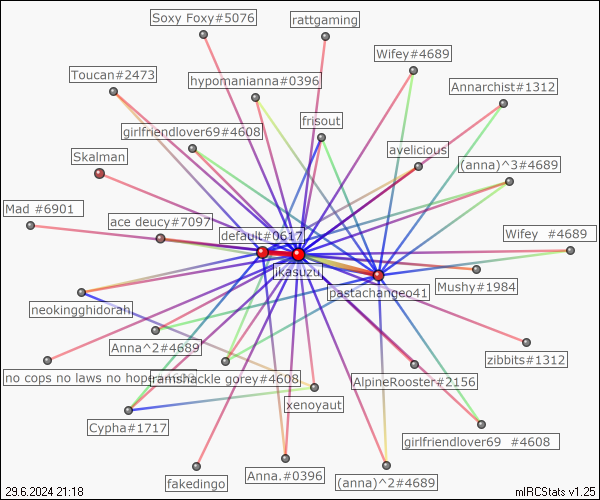 Soxy Foxy#5076
rattgaming
Wifey#4689
Toucan#2473
hypomanianna#0396
Annarchist#1312
frisout
girlfriendlover69#4608
avelicious
Skalman
(anna)^3#4689
Mad #6901
ace deucy#7097
default#0617
Wifey #4689
ikasuzu
pastachangeo41
Mushy#1984
neokingghidorah
Anna^2#4689
zibbits#1312
no cops no laws no hope
ramshackle gorey#4608
AlpineRooster#2156
xenoyaut
Cypha#1717
girlfriendlover69 #4608
fakedingo
Anna.#0396
(anna)^2#4689
29.6.2024 21:18
mIRCStats v1.25